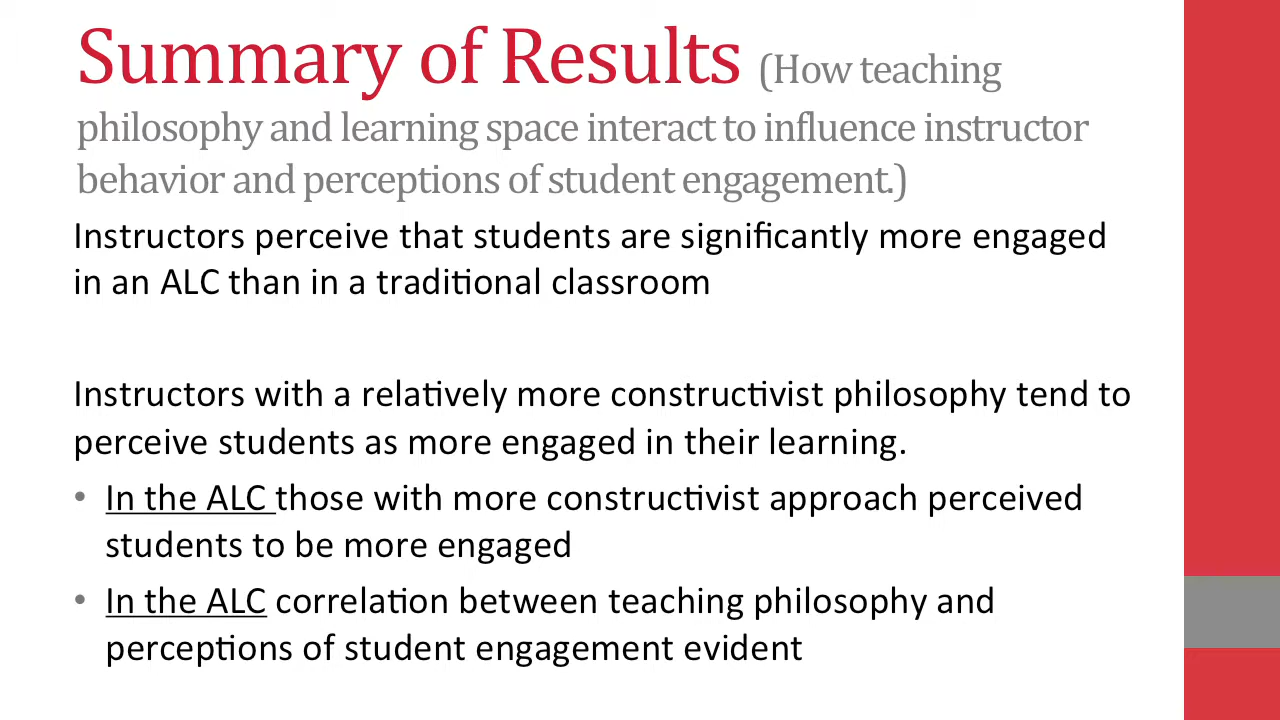 Summary of Results (How teaching
philosophy and learning space interact to influence instructor
behavior and perceptions of student engagement.)
Instructors perceive that students are significantly more engaged
in an ALC than in a traditional classroom
Instructors with a relatively more constructivist philosophy tend to
perceive students as more engaged in their learning.
• In the ALC those with more constructivist approach perceived
students to be more engaged
• In the ALC correlation between teaching philosophy and
perceptions of student engagement evident